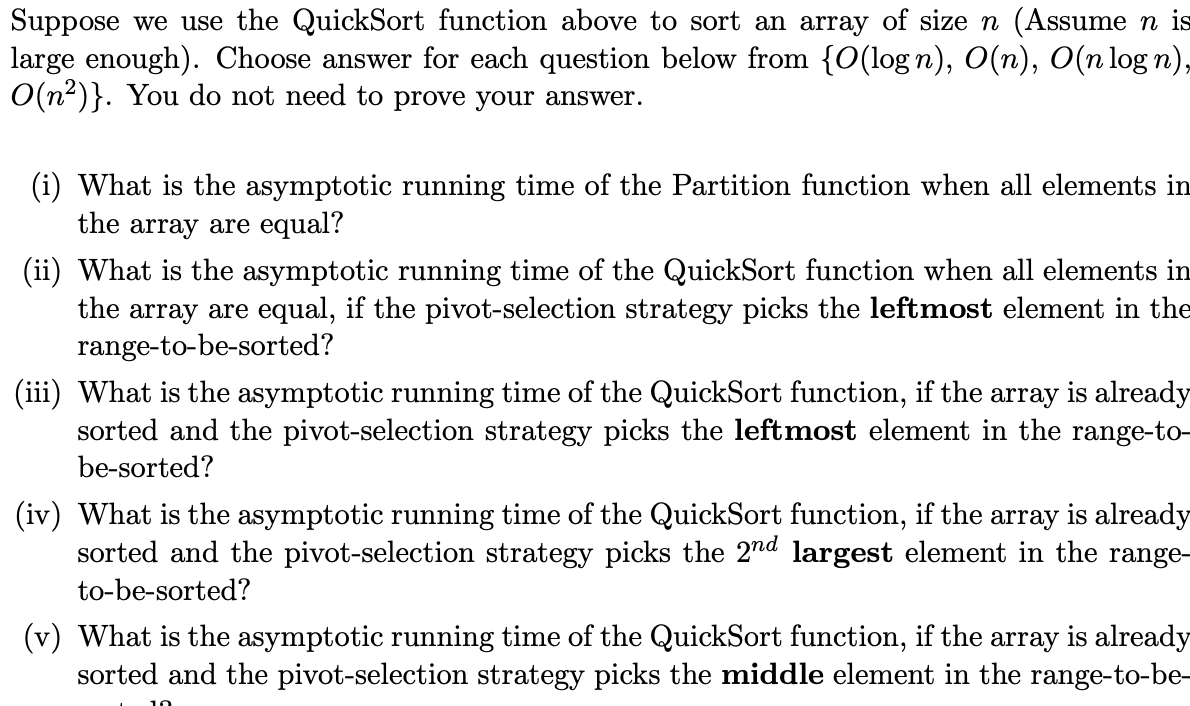 Suppose we use the QuickSort function above to sort an array of size n (Assume n is
large enough). Choose answer for each question below from {O(log n), O(n), O(n log n),
O(n²)}. You do not need to prove your answer.
(i) What is the asymptotic running time of the Partition function when all elements in
the array are equal?
(ii) What is the asymptotic running time of the QuickSort function when all elements in
the array are equal, if the pivot-selection strategy picks the leftmost element in the
range-to-be-sorted?
(iii) What is the asymptotic running time of the QuickSort function, if the array is already
sorted and the pivot-selection strategy picks the leftmost element in the range-to-
be-sorted?
(iv) What is the asymptotic running time of the QuickSort function, if the array is already
sorted and the pivot-selection strategy picks the 2nd largest element in the range-
to-be-sorted?
(v) What is the asymptotic running time of the QuickSort function, if the array is already
sorted and the pivot-selection strategy picks the middle element in the range-to-be-